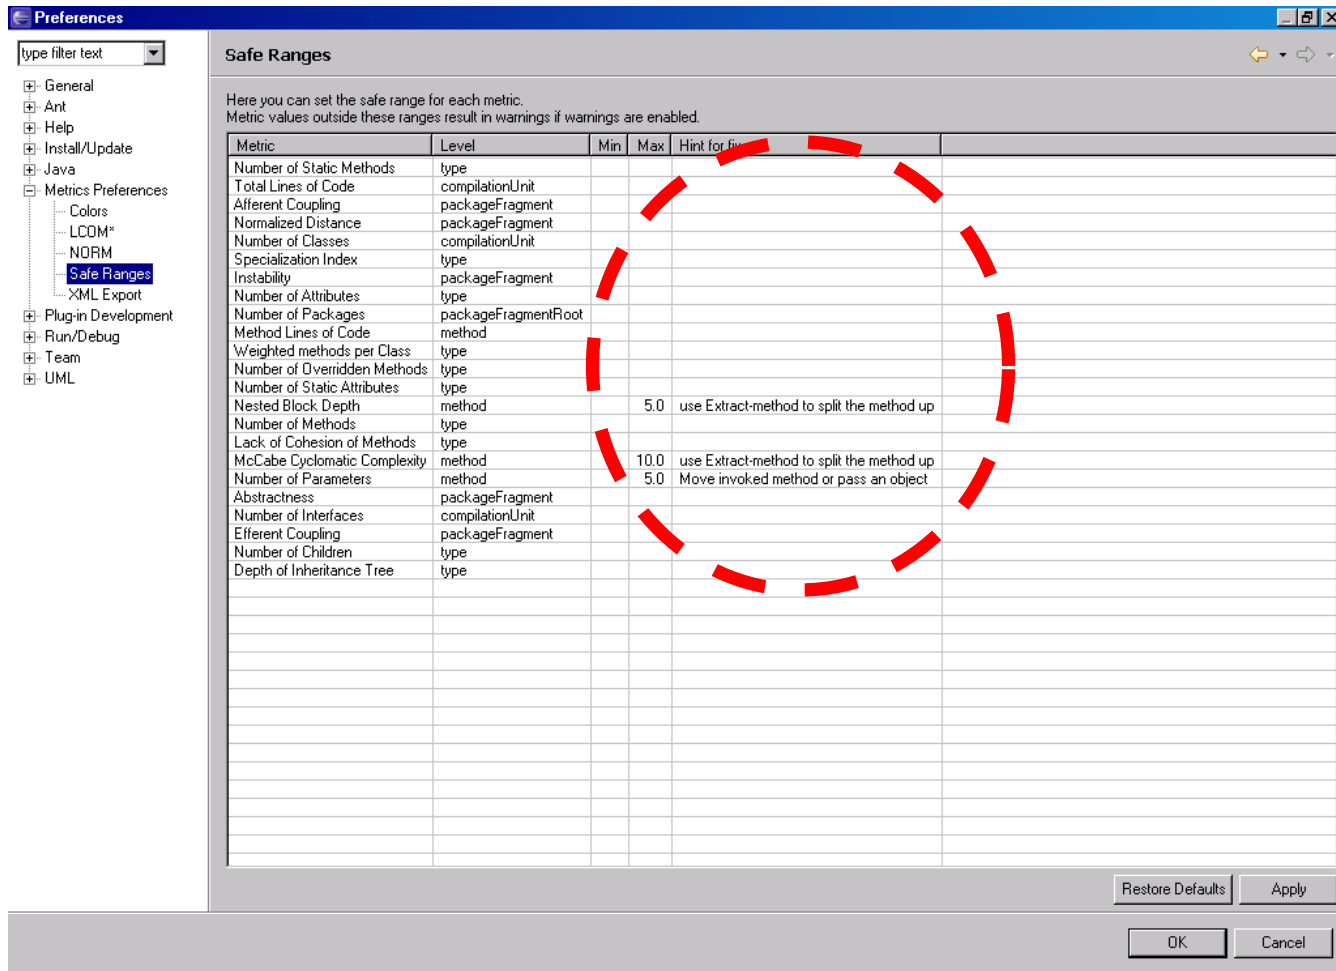 Preferences
type filter text
General
Ant
Help
Install/Update
Java
Metrics Preferences
Colors
LCOM*
NORM
Safe Ranges
XML Export
Plug-in Development
Run/Debug
Team
UML
Safe Ranges
Here you can set the safe range for each metric.
Metric values outside these ranges result in warnings if warnings are enabled.
Metric Level Min Max Hint for
Number of Static Methods type
Total Lines of Code compilationUnit
Afferent Coupling packageFragment
Normalized Distance packageFragment
Number of Classes compilationUnit
Specialization Index type
Instability packageFragment
Number of Attributes type
Number of Packages packageFragmentRoot
Method Lines of Code method
Weighted methods per Class type
Number of Overridden Methods type
Number of Static Attributes type
Nested Block Depth method 5.0 use Extract-method to split the method up
Number of Methods type
Lack of Cohesion of Methods type
McCabe Cyclomatic Complexity method 10.0 use Extract-method to split the method up
Number of Parameters method 5.0 Move invoked method or pass an object
Abstractness packageFragment
Number of Interfaces compilationUnit
Efferent Coupling packageFragment
Number of Children type
Depth of Inheritance Tree type
Restore Defaults Apply
OK Cancel